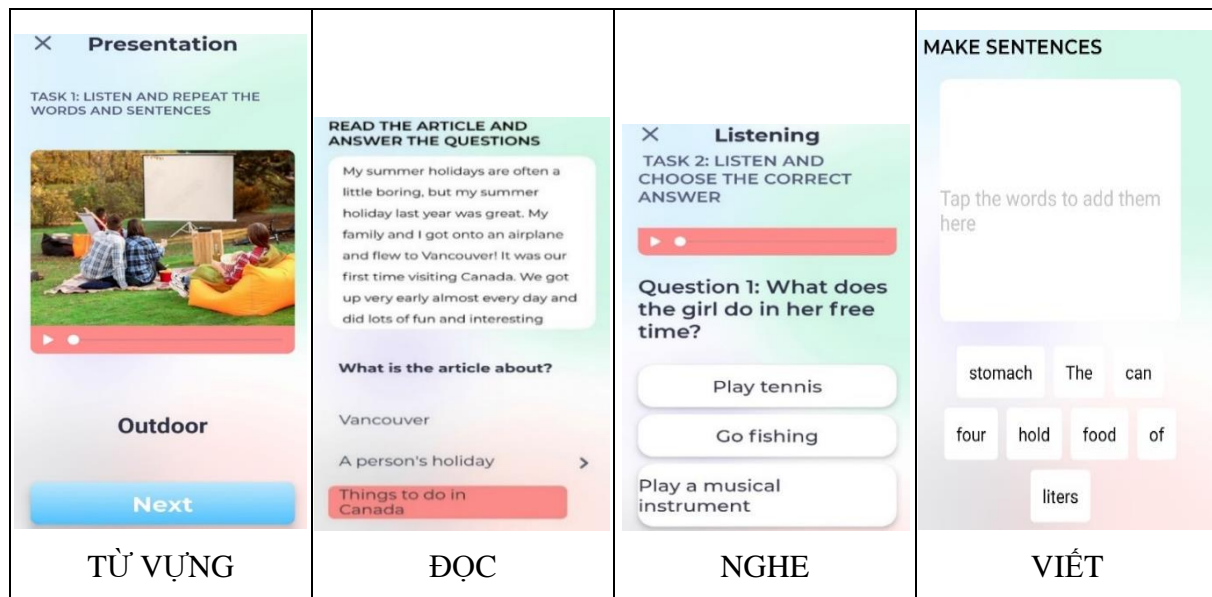 Presentation
TASK 1: LISTEN AND REPEAT THE
WORDS AND SENTENCES
Outdoor
Next
TỪ VỰNG
READ THE ARTICLE AND
ANSWER THE QUESTIONS
My summer holidays are often a
little boring, but my summer
holiday last year was great. My
family and I got onto an airplane
and flew to Vancouver! It was our
first time visiting Canada. We got
up very early almost every day and
did lots of fun and interesting
What is the article about?
Vancouver
A person's holiday
Things to do in
Canada
ĐỌC
Listening
TASK 2: LISTEN AND
CHOOSE THE CORRECT
ANSWER
Question 1: What does
the girl do in her free
time?
Play tennis
Go fishing
Play a musical
instrument
NGHE
MAKE SENTENCES
Tap the words to add them
here
stomach The can
four hold food of
liters
VIẾT